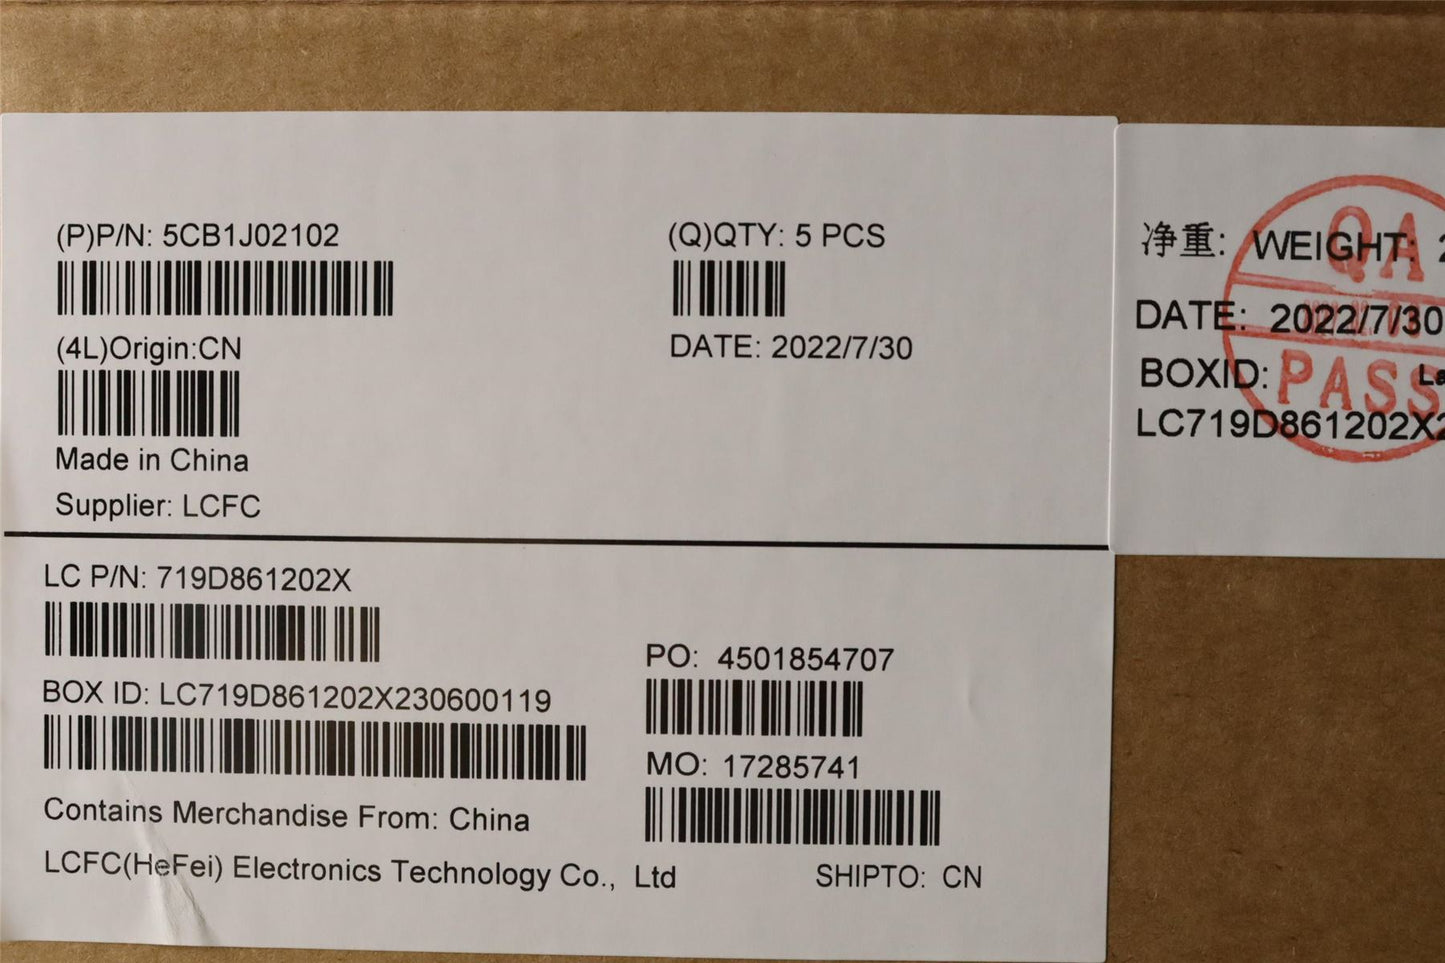 (P)P/N: 5CB1J02102
(Q)QTY: 5 PCS
(4L)Origin:CN
DATE: 2022/7/30
Made in China
Supplier: LCFC
LC P/N: 719D861202X
BOX ID: LC719D861202X230600119
PO: 4501854707
MO: 17285741
Contains Merchandise From: China
LCFC(HeFei) Electronics Technology Co., Ltd
SHIPTO: CN
净重: WEIGHT:
DATE: 2022/7/30
BOXID:
LC719D861202X
QA
PASS